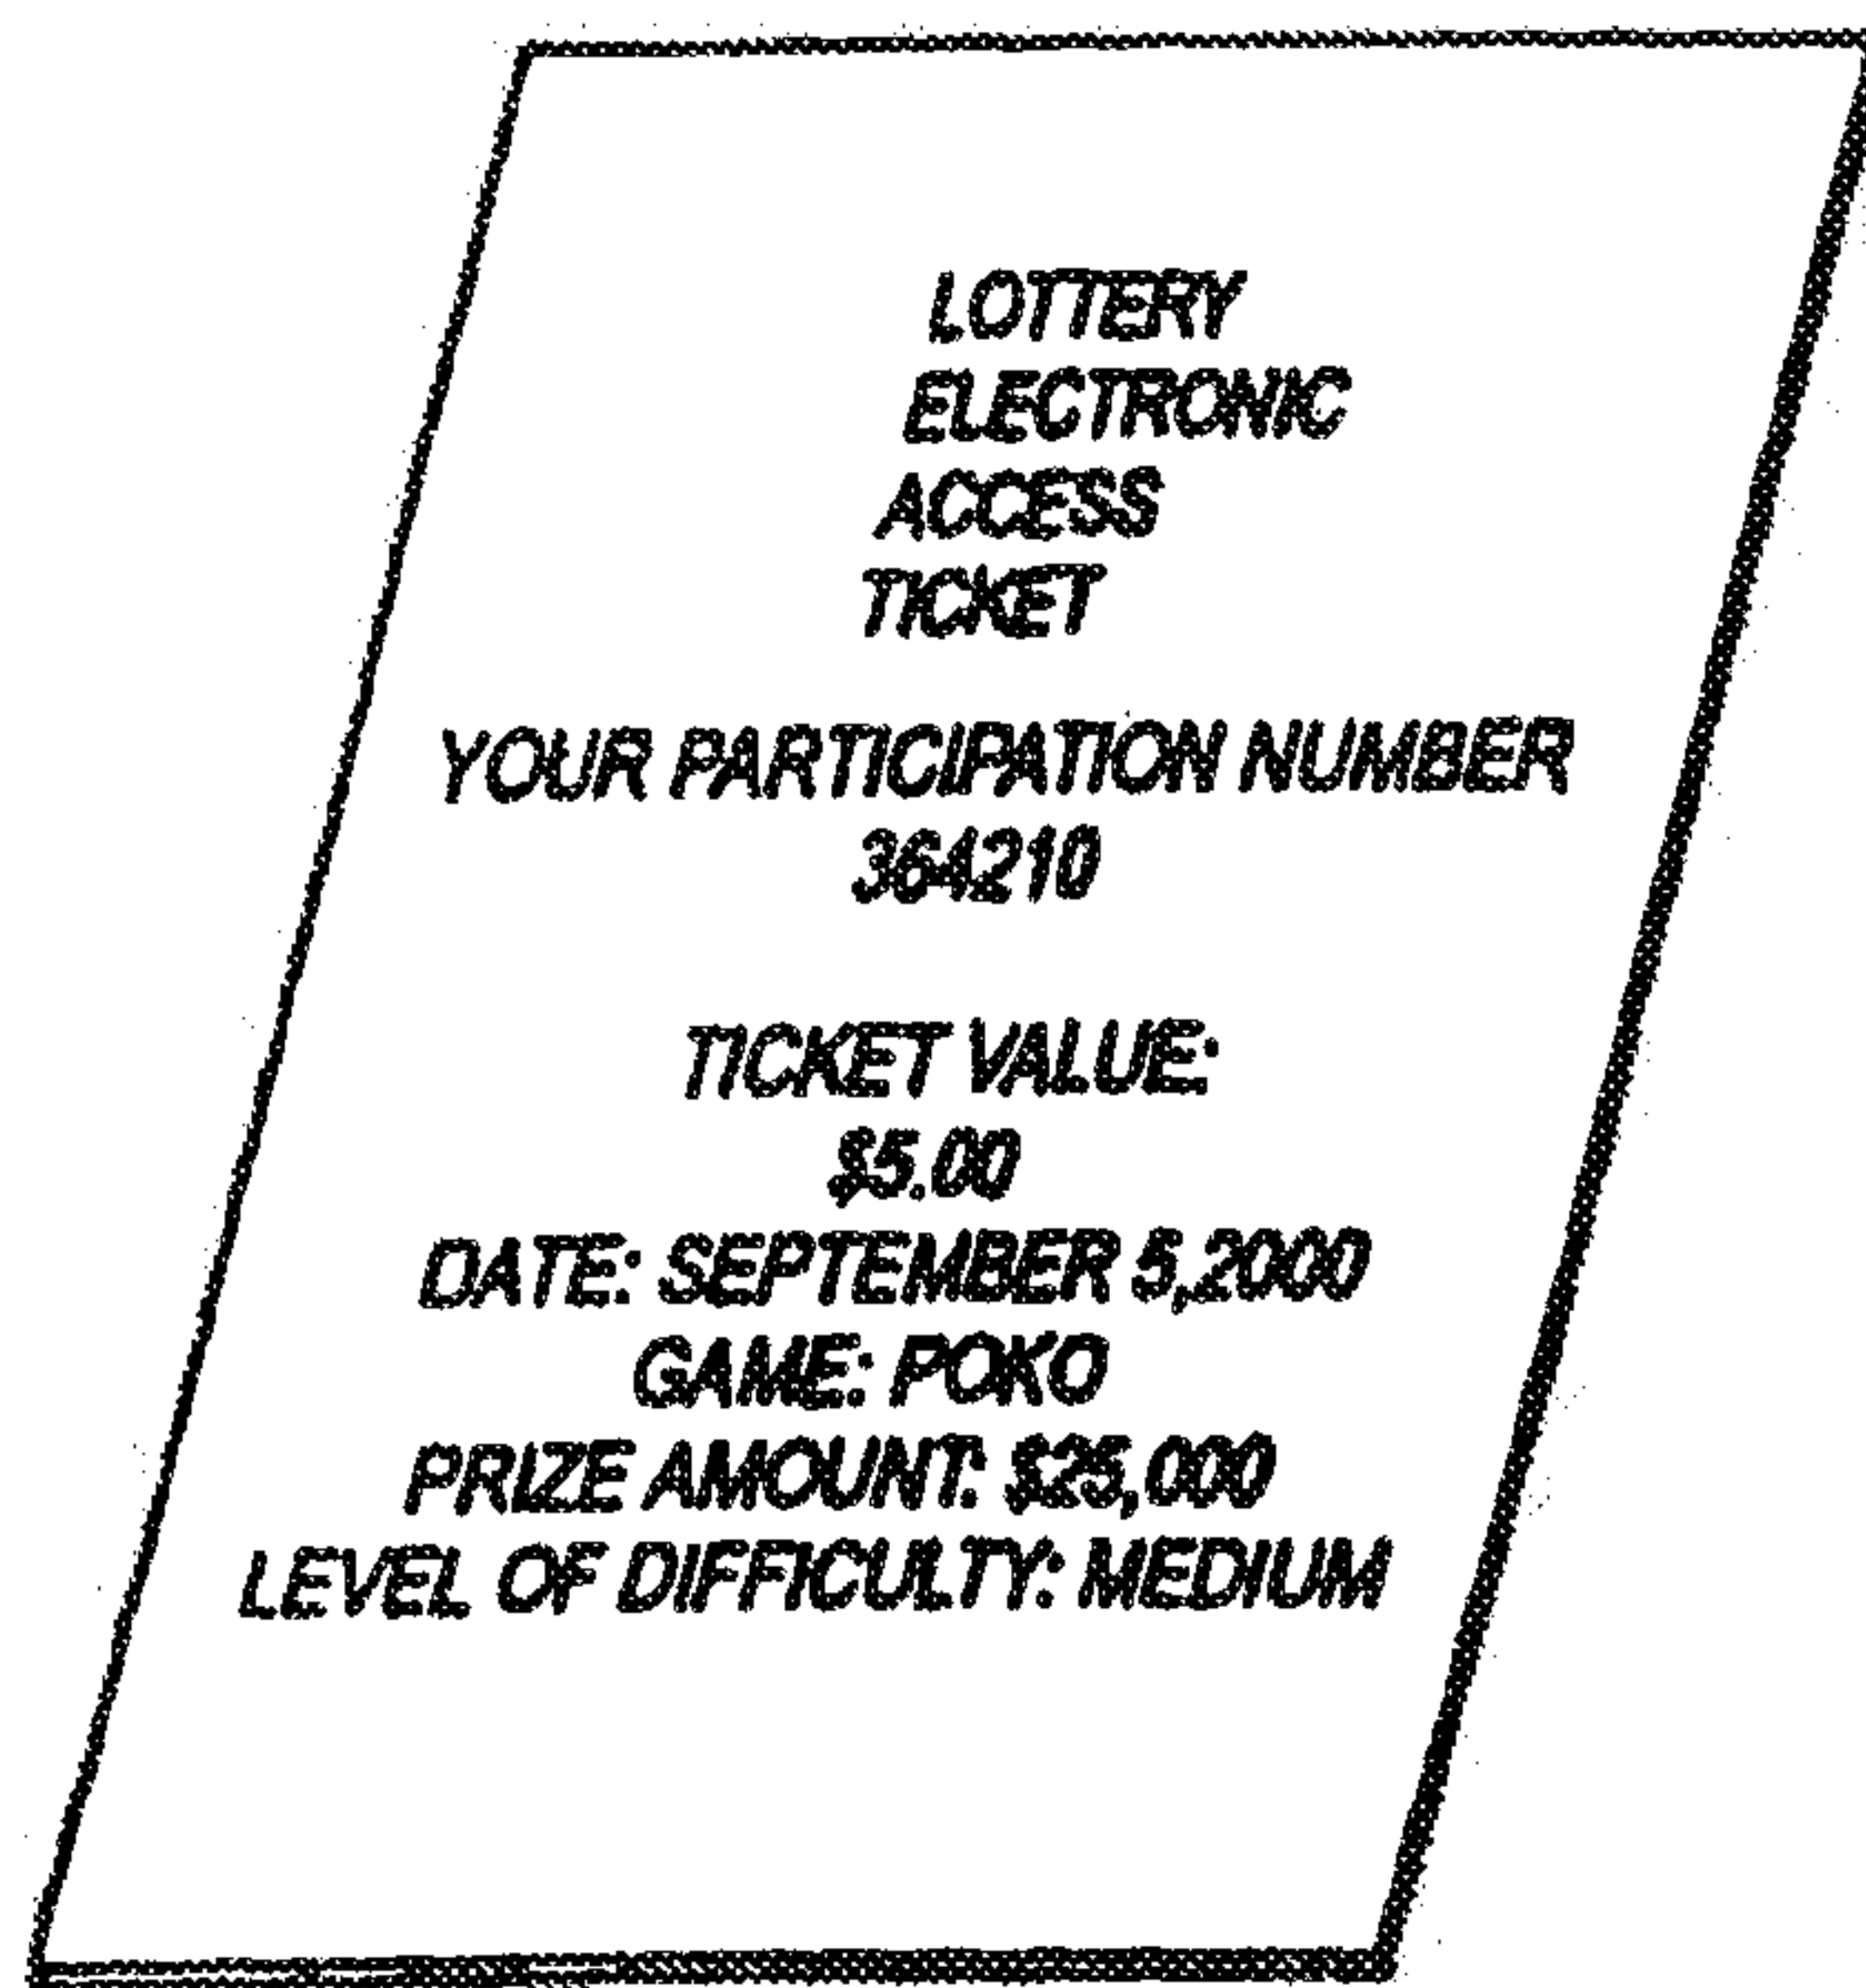 LOTTERY
ELECTRONIC
ACCESS
TICKET
YOUR PARTICIPATION NUMBER
364210
TICKET VALUE:
$5.00
DATE: SEPTEMBER 5,2000
GAME: POKO
PRIZE AMOUNT: $25,000
LEVEL OF DIFFICULTY: MEDIUM